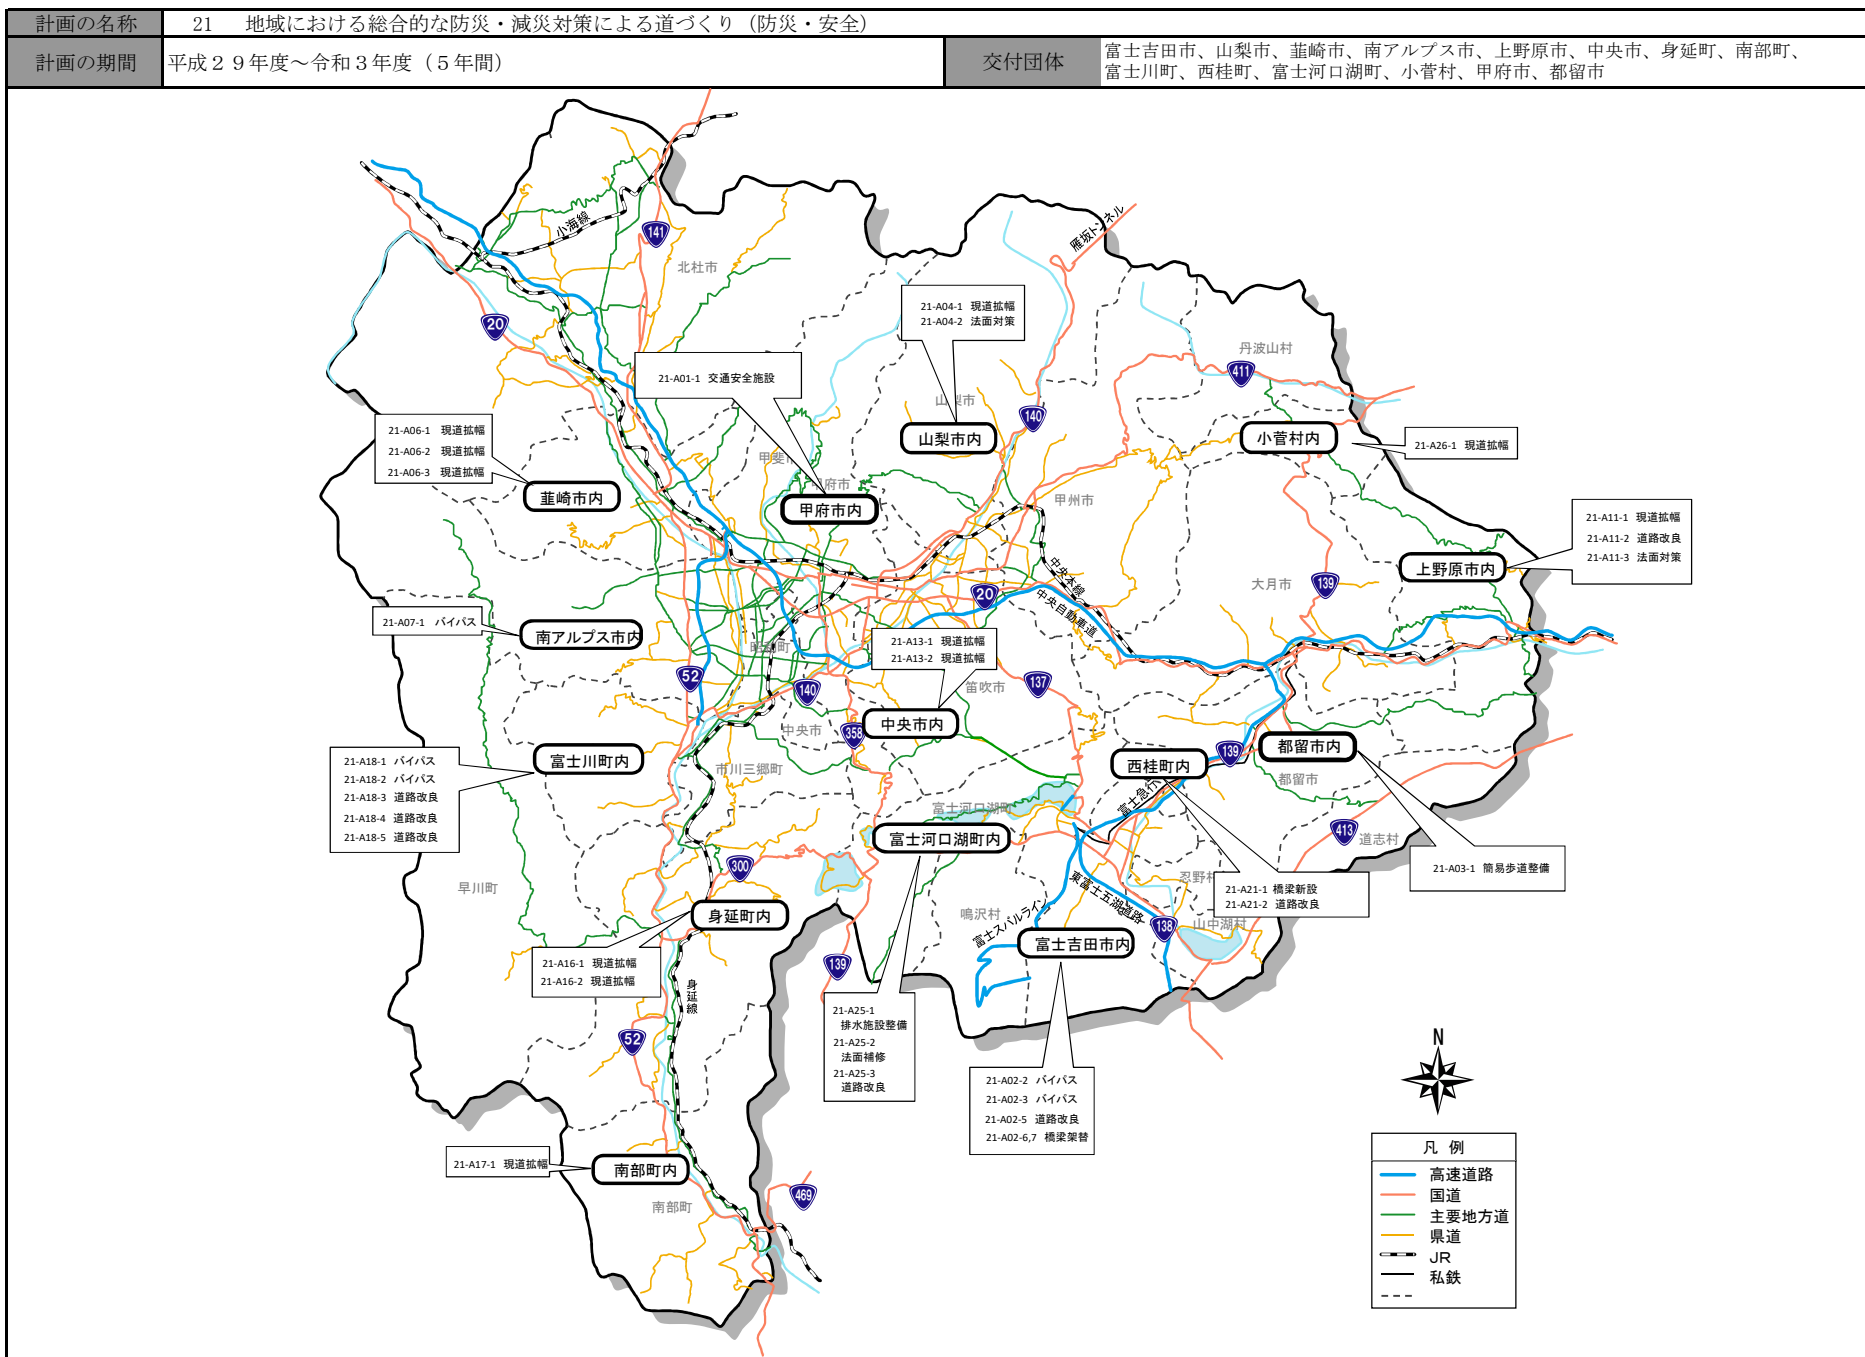 計画の名称
21 地域における総合的な防災・減災対策による道づくり（防災・安全）
計画の期間
平成２９年度～令和３年度（５年間）
交付団体
富士吉田市、山梨市、韮崎市、南アルプス市、上野原市、中央市、身延町、南部町、
富士川町、西桂町、富士河口湖町、小菅村、甲府市、都留市
小海線
141
北杜市
雁坂トンネル
20
21-A04-1 現道拡幅
21-A04-2 法面対策
丹波山村
411
21-A01-1 交通安全施設
山梨市
140
山梨市内
小菅村内
21-A26-1 現道拡幅
21-A06-1 現道拡幅
21-A06-2 現道拡幅
21-A06-3 現道拡幅
韮崎市内
甲斐市
甲府市
甲府市内
甲州市
21-A11-1 現道拡幅
21-A11-2 道路改良
21-A11-3 法面対策
上野原市内
大月市
139
中央本線
中央自動車道
20
21-A07-1 バイパス
南アルプス市内
昭和町
21-A13-1 現道拡幅
21-A13-2 現道拡幅
52
140
笛吹市
137
中央市
358
中央市内
富士川町内
21-A18-1 バイパス
21-A18-2 バイパス
21-A18-3 道路改良
21-A18-4 道路改良
21-A18-5 道路改良
市川三郷町
西桂町内
139
都留市内
都留市
富士急行
富士河口湖町
富士河口湖町内
413
道志村
21-A03-1 簡易歩道整備
300
早川町
身延町内
忍野村
21-A21-1 橋梁新設
21-A21-2 道路改良
東富士五湖道路
鳴沢村
富士スバルライン
138
山中湖村
富士吉田市内
21-A16-1 現道拡幅
21-A16-2 現道拡幅
139
身延線
21-A25-1
排水施設整備
21-A25-2
法面補修
21-A25-3
道路改良
52
21-A02-2 バイパス
21-A02-3 バイパス
21-A02-5 道路改良
21-A02-6,7 橋梁架替
N
21-A17-1 現道拡幅
南部町内
南部町
469
凡 例
高速道路
国道
主要地方道
県道
JR
私鉄